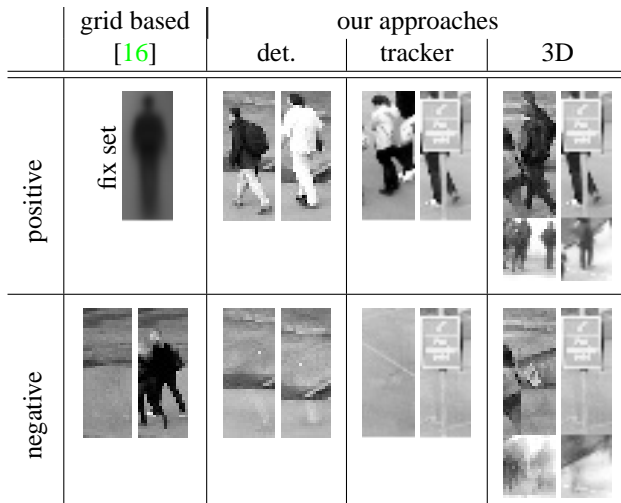 grid based our approaches
[16] det. tracker 3D
positive
fix set
negative